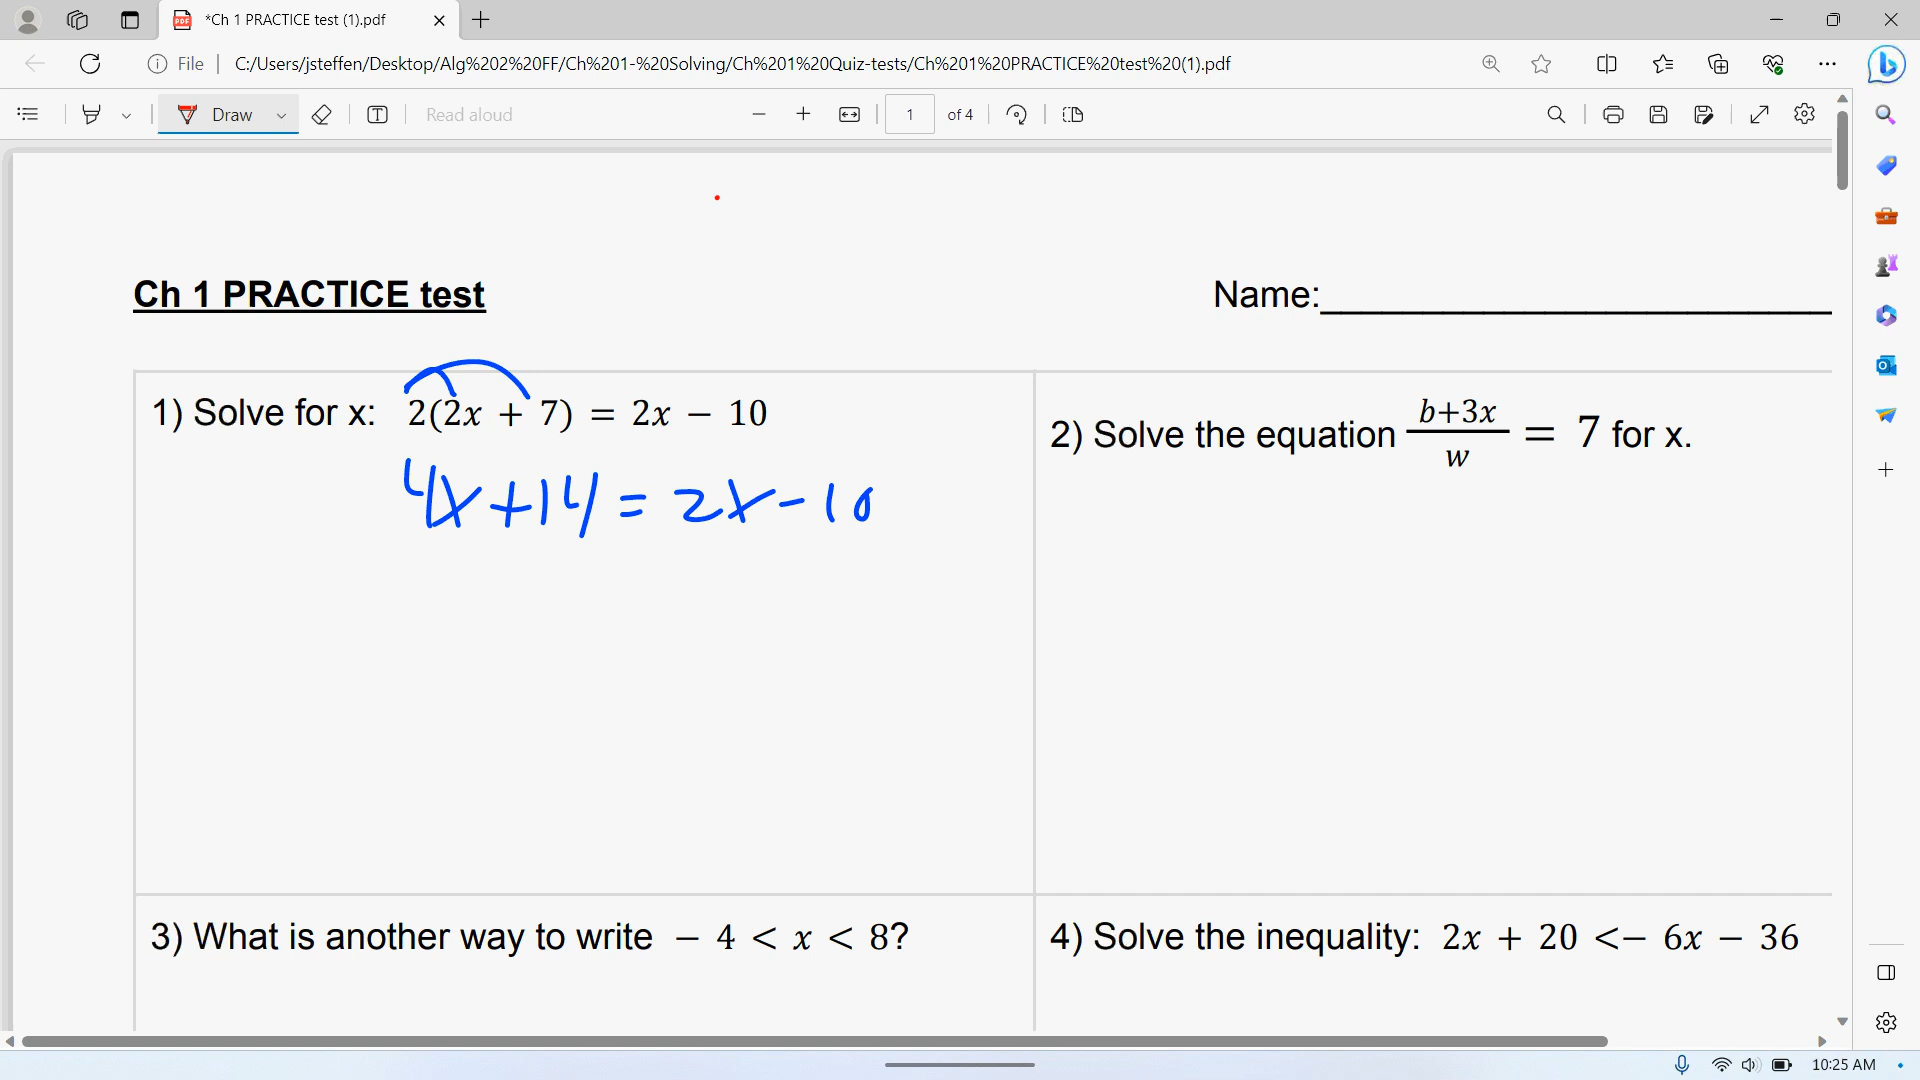 *Ch 1 PRACTICE test (1).pdf
File | C:/Users/jsteffen/Desktop/Alg%202%20FF/Ch%201-%20Solving/Ch%201%20Quiz-tests/Ch%201%20PRACTICE%20test%20(1).pdf
Draw Read aloud 1 of 4
Ch 1 PRACTICE test Name:
1) Solve for x: 2(2x + 7) = 2x − 10
4x+14 = 2x-10
2) Solve the equation (b+3x)/w = 7 for x.
3) What is another way to write − 4 < x < 8?
4) Solve the inequality: 2x + 20 <− 6x − 36
10:25 AM